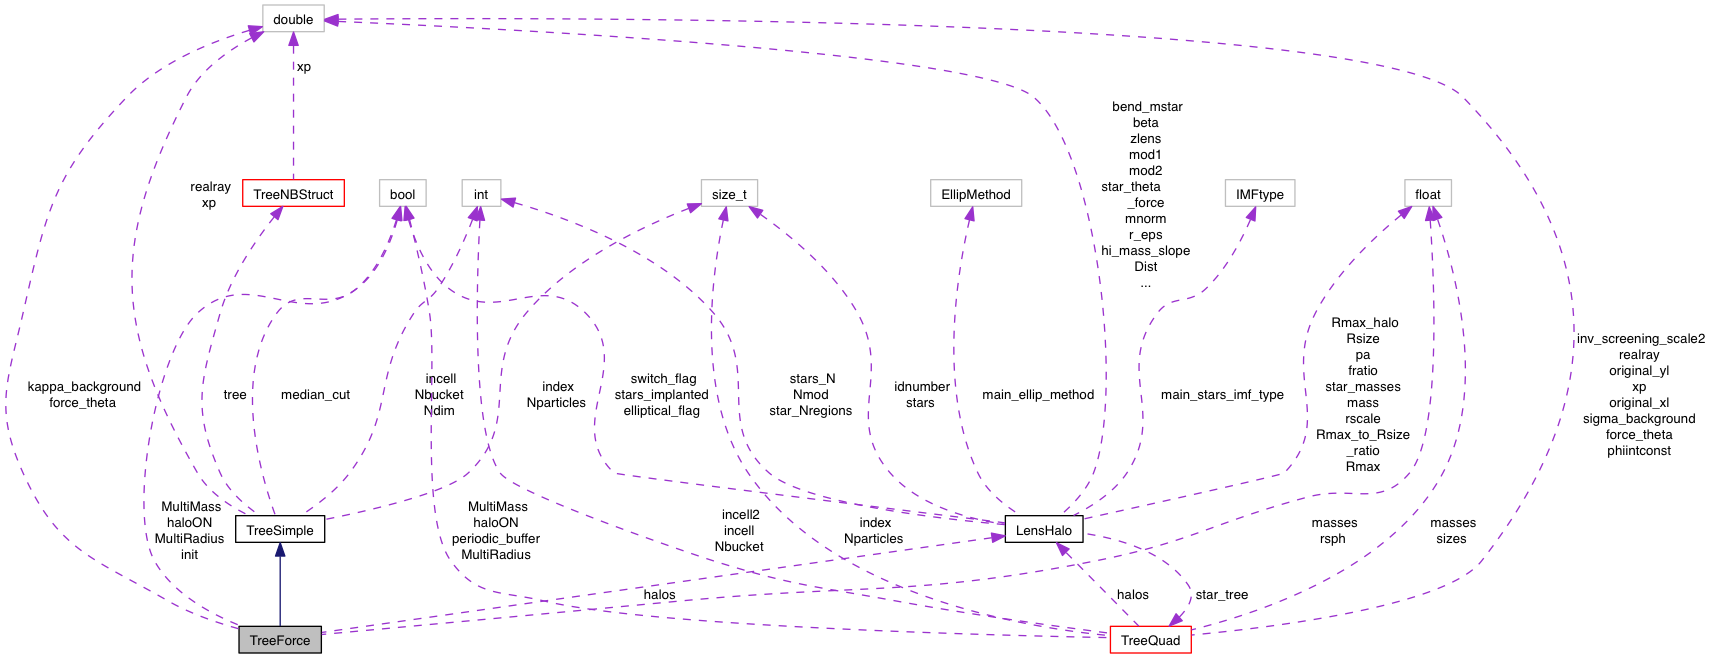 double
xp
bend_mstar
beta
zlens
mod1
mod2
star_theta
_force
mnorm
r_eps
hi_mass_slope
Dist
...
realray
xp
TreeNBStruct
bool
int
size_t
EllipMethod
IMFtype
float
kappa_background
force_theta
tree
median_cut
incell
Nbucket
Ndim
index
Nparticles
switch_flag
stars_implanted
elliptical_flag
stars_N
Nmod
star_Nregions
idnumber
stars
main_ellip_method
main_stars_imf_type
Rmax_halo
Rsize
pa
fratio
star_masses
mass
rscale
Rmax_to_Rsize
_ratio
Rmax
inv_screening_scale2
realray
original_yl
xp
original_xl
sigma_background
force_theta
phiintconst
MultiMass
haloON
MultiRadius
init
TreeSimple
MultiMass
haloON
periodic_buffer
MultiRadius
incell2
incell
Nbucket
index
Nparticles
LensHalo
masses
rsph
masses
sizes
halos
halos
star_tree
TreeForce
TreeQuad